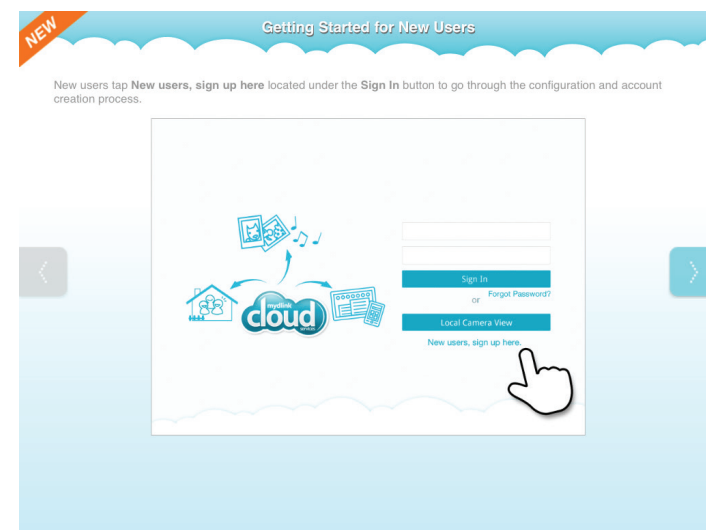 NEW
Getting Started for New Users
New users tap New users, sign up here located under the Sign In button to go through the configuration and account
creation process.
Sign In
Forgot Password?
or
mydlink
cloud
services
Local Camera View
New users, sign up here.